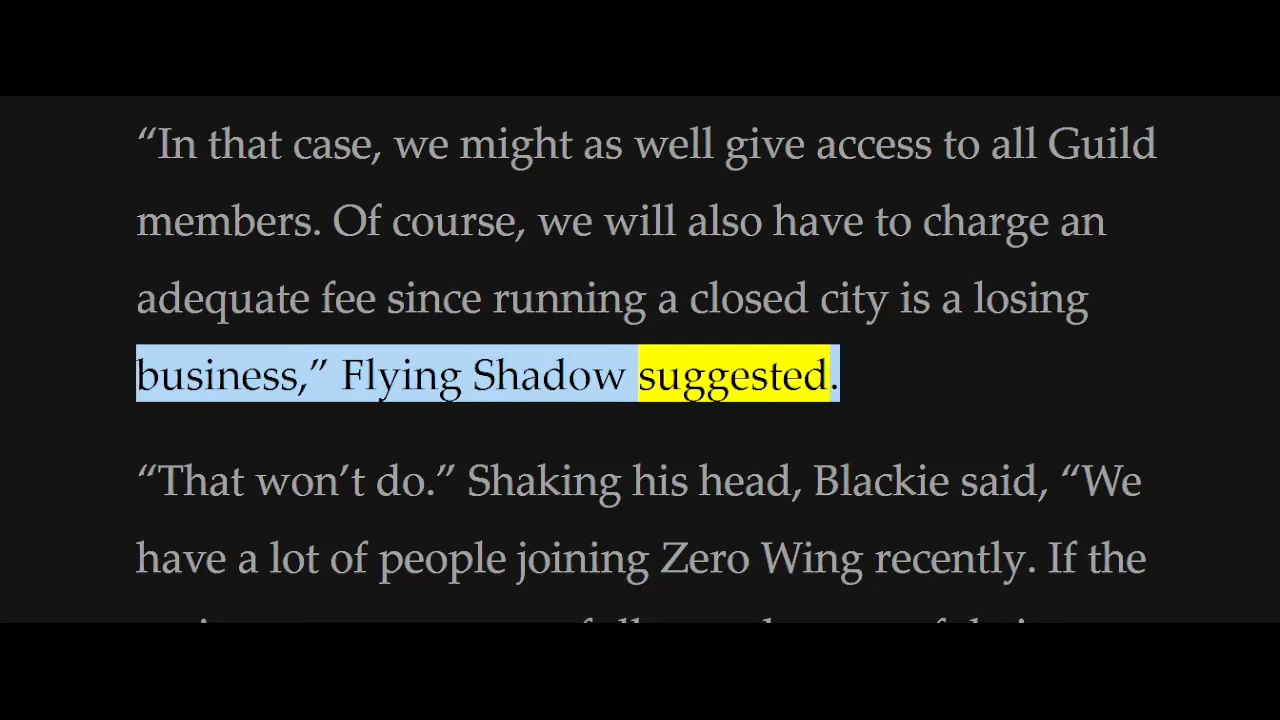 “In that case, we might as well give access to all Guild
members. Of course, we will also have to charge an
adequate fee since running a closed city is a losing
business,” Flying Shadow suggested.
“That won’t do.” Shaking his head, Blackie said, “We
have a lot of people joining Zero Wing recently. If the